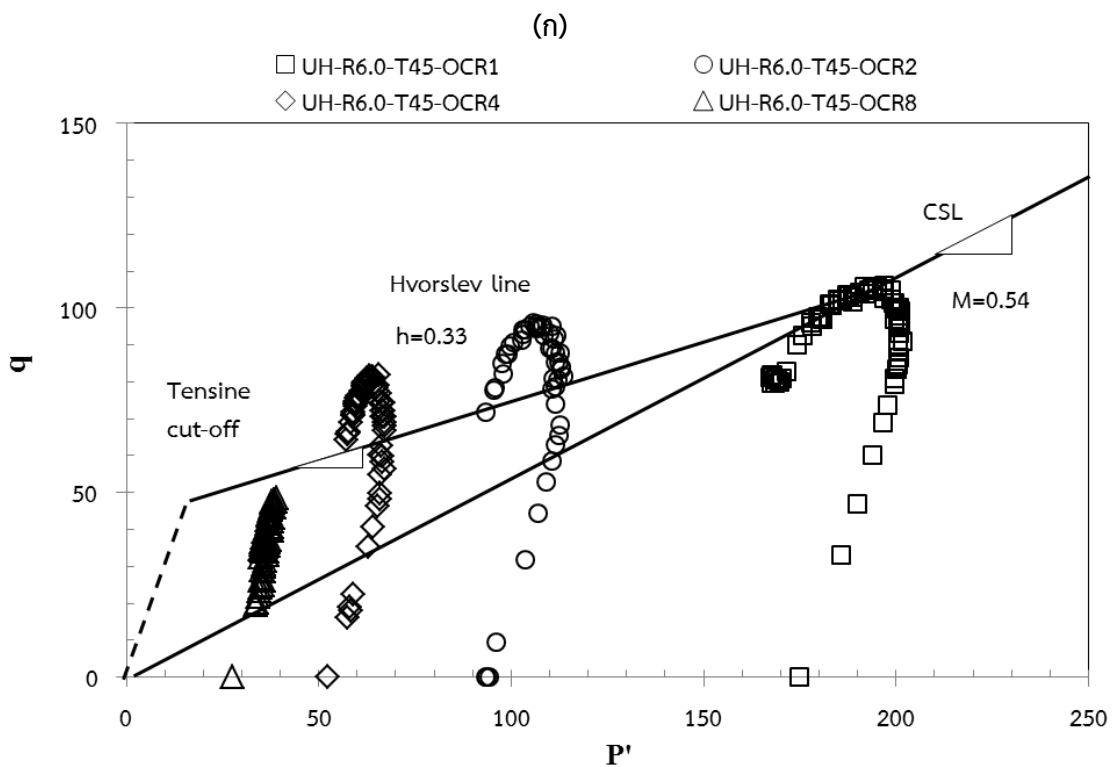 (ก)
UH-R6.0-T45-OCR1 UH-R6.0-T45-OCR2
UH-R6.0-T45-OCR4 UH-R6.0-T45-OCR8
150
CSL
Hvorslev line
100
M=0.54
h=0.33
q
Tensine
cut-off
50
0
0 50 100 150 200 250
P'